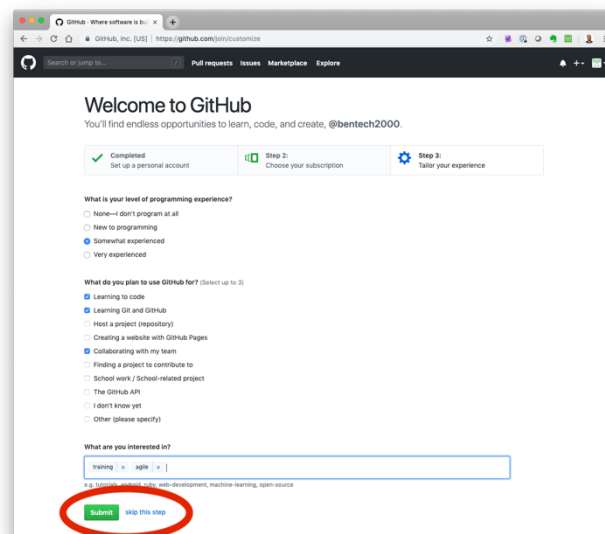 GitHub · Where software is bui
GitHub, Inc. [US] | https://github.com/join/customize
Search or jump to... /
Pull requests Issues Marketplace Explore
Welcome to GitHub
You'll find endless opportunities to learn, code, and create, @bentech2000.
Completed
Set up a personal account
Step 2:
Choose your subscription
Step 3:
Tailor your experience
What is your level of programming experience?
None—I don't program at all
New to programming
Somewhat experienced
Very experienced
What do you plan to use GitHub for? (Select up to 3)
Learning to code
Learning Git and GitHub
Host a project (repository)
Creating a website with GitHub Pages
Collaborating with my team
Finding a project to contribute to
School work / School-related project
The GitHub API
I don't know yet
Other (please specify)
What are you interested in?
training × agile ×
e.g. tutorials, android, ruby, web-development, machine-learning, open-source
Submit skip this step